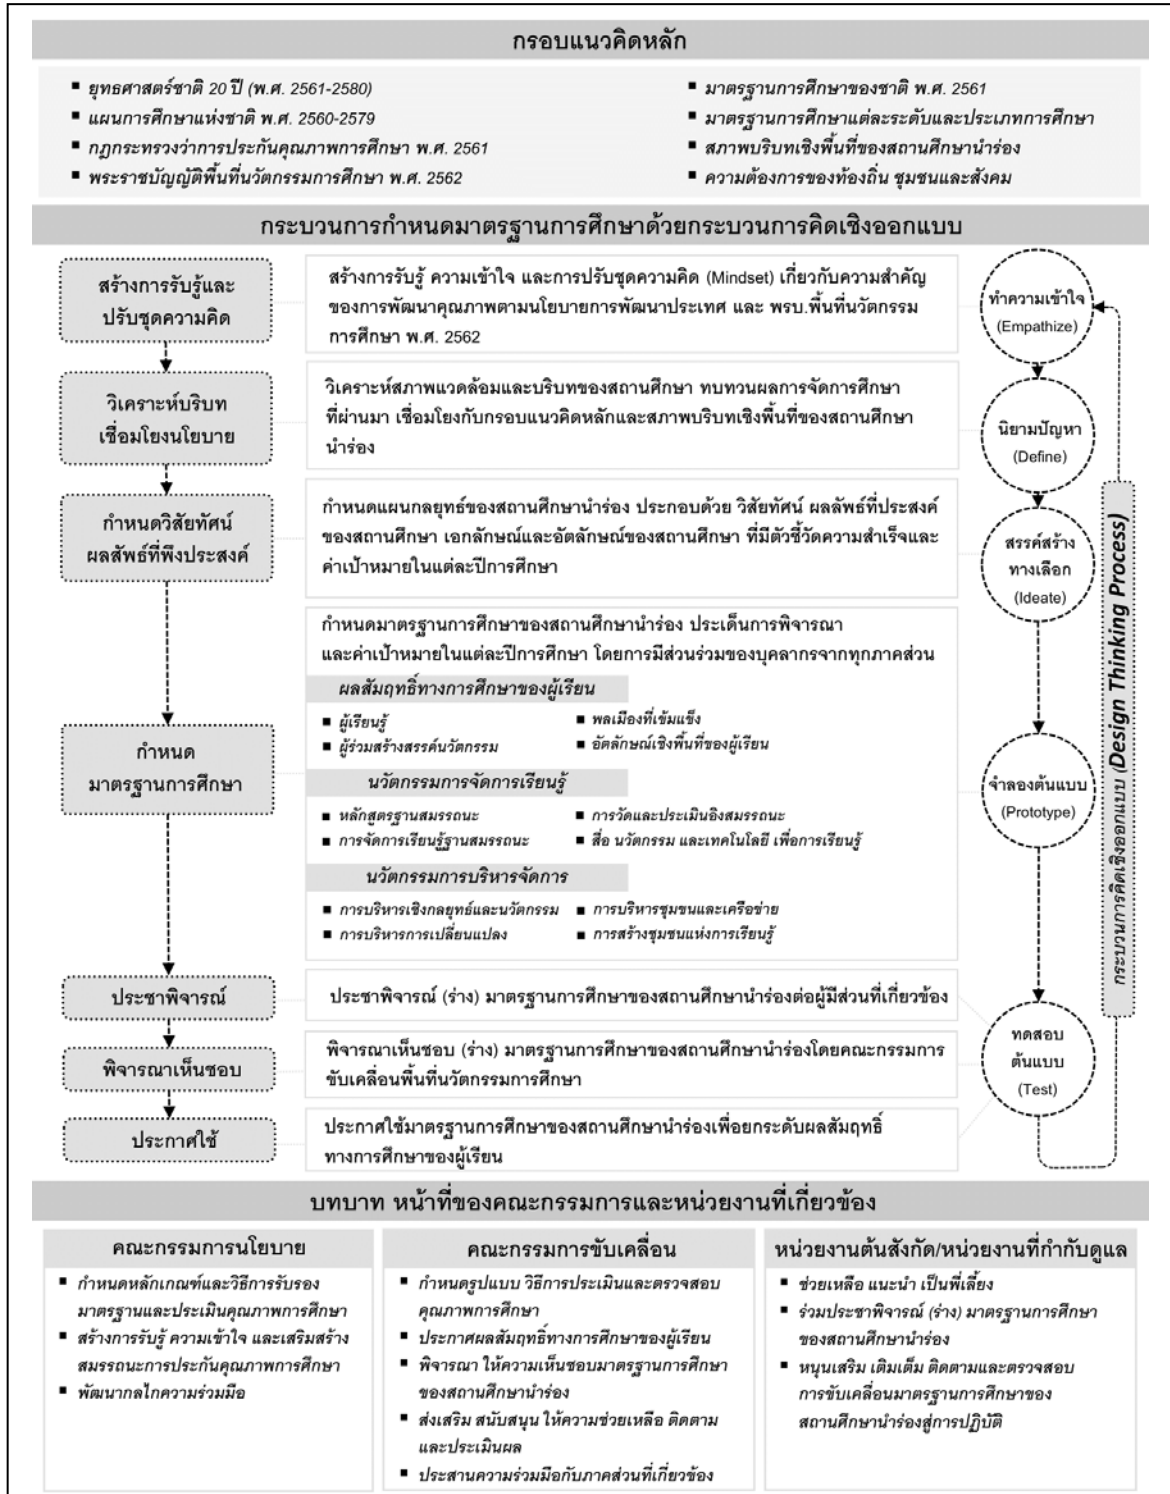 กรอบแนวคิดหลัก
▪ ยุทธศาสตร์ชาติ 20 ปี (พ.ศ. 2561-2580)
▪ แผนการศึกษาแห่งชาติ พ.ศ. 2560-2579
▪ กฎกระทรวงว่าการประกันคุณภาพการศึกษา พ.ศ. 2561
▪ พระราชบัญญัติพื้นที่นวัตกรรมการศึกษา พ.ศ. 2562
▪ มาตรฐานการศึกษาของชาติ พ.ศ. 2561
▪ มาตรฐานการศึกษาแต่ละระดับและประเภทการศึกษา
▪ สภาพบริบทเชิงพื้นที่ของสถานศึกษานำร่อง
▪ ความต้องการของท้องถิ่น ชุมชนและสังคม
กระบวนการกำหนดมาตรฐานการศึกษาด้วยกระบวนการคิดเชิงออกแบบ
สร้างการรับรู้และ
ปรับชุดความคิด
สร้างการรับรู้ ความเข้าใจ และการปรับชุดความคิด (Mindset) เกี่ยวกับความสำคัญ
ของการพัฒนาคุณภาพตามนโยบายการพัฒนาประเทศ และ พรบ.พื้นที่นวัตกรรม
การศึกษา พ.ศ. 2562
ทำความเข้าใจ
(Empathize)
วิเคราะห์บริบท
เชื่อมโยงนโยบาย
วิเคราะห์สภาพแวดล้อมและบริบทของสถานศึกษา ทบทวนผลการจัดการศึกษา
ที่ผ่านมา เชื่อมโยงกับกรอบแนวคิดหลักและสภาพบริบทเชิงพื้นที่ของสถานศึกษา
นำร่อง
นิยามปัญหา
(Define)
กำหนดวิสัยทัศน์
ผลสัพธ์ที่พึงประสงค์
กำหนดแผนกลยุทธ์ของสถานศึกษานำร่อง ประกอบด้วย วิสัยทัศน์ ผลลัพธ์ที่ประสงค์
ของสถานศึกษา เอกลักษณ์และอัตลักษณ์ของสถานศึกษา ที่มีตัวชี้วัดความสำเร็จและ
ค่าเป้าหมายในแต่ละปีการศึกษา
สรรค์สร้าง
ทางเลือก
(Ideate)
กำหนด
มาตรฐานการศึกษา
กำหนดมาตรฐานการศึกษาของสถานศึกษานำร่อง ประเด็นการพิจารณา
และค่าเป้าหมายในแต่ละปีการศึกษา โดยการมีส่วนร่วมของบุคลากรจากทุกภาคส่วน
ผลสัมฤทธิ์ทางการศึกษาของผู้เรียน
▪ ผู้เรียนรู้
▪ ผู้ร่วมสร้างสรรค์นวัตกรรม
▪ พลเมืองที่เข้มแข็ง
▪ อัตลักษณ์เชิงพื้นที่ของผู้เรียน
นวัตกรรมการจัดการเรียนรู้
▪ หลักสูตรฐานสมรรถนะ
▪ การจัดการเรียนรู้ฐานสมรรถนะ
▪ การวัดและประเมินอิงสมรรถนะ
▪ สื่อ นวัตกรรม และเทคโนโลยี เพื่อการเรียนรู้
นวัตกรรมการบริหารจัดการ
▪ การบริหารเชิงกลยุทธ์และนวัตกรรม
▪ การบริหารการเปลี่ยนแปลง
▪ การบริหารชุมชนและเครือข่าย
▪ การสร้างชุมชนแห่งการเรียนรู้
จำลองต้นแบบ
(Prototype)
กระบวนการคิดเชิงออกแบบ (Design Thinking Process)
ประชาพิจารณ์
ประชาพิจารณ์ (ร่าง) มาตรฐานการศึกษาของสถานศึกษานำร่องต่อผู้มีส่วนที่เกี่ยวข้อง
พิจารณาเห็นชอบ
พิจารณาเห็นชอบ (ร่าง) มาตรฐานการศึกษาของสถานศึกษานำร่องโดยคณะกรรมการ
ขับเคลื่อนพื้นที่นวัตกรรมการศึกษา
ทดสอบ
ต้นแบบ
(Test)
ประกาศใช้
ประกาศใช้มาตรฐานการศึกษาของสถานศึกษานำร่องเพื่อยกระดับผลสัมฤทธิ์
ทางการศึกษาของผู้เรียน
บทบาท หน้าที่ของคณะกรรมการและหน่วยงานที่เกี่ยวข้อง
คณะกรรมการนโยบาย
▪ กำหนดหลักเกณฑ์และวิธีการรับรอง
มาตรฐานและประเมินคุณภาพการศึกษา
▪ สร้างการรับรู้ ความเข้าใจ และเสริมสร้าง
สมรรถนะการประกันคุณภาพการศึกษา
▪ พัฒนากลไกความร่วมมือ
คณะกรรมการขับเคลื่อน
▪ กำหนดรูปแบบ วิธีการประเมินและตรวจสอบ
คุณภาพการศึกษา
▪ ประกาศผลสัมฤทธิ์ทางการศึกษาของผู้เรียน
▪ พิจารณา ให้ความเห็นชอบมาตรฐานการศึกษา
ของสถานศึกษานำร่อง
▪ ส่งเสริม สนับสนุน ให้ความช่วยเหลือ ติดตาม
และประเมินผล
▪ ประสานความร่วมมือกับภาคส่วนที่เกี่ยวข้อง
หน่วยงานต้นสังกัด/หน่วยงานที่กำกับดูแล
▪ ช่วยเหลือ แนะนำ เป็นพี่เลี้ยง
▪ ร่วมประชาพิจารณ์ (ร่าง) มาตรฐานการศึกษา
ของสถานศึกษานำร่อง
▪ หนุนเสริม เติมเต็ม ติดตามและตรวจสอบ
การขับเคลื่อนมาตรฐานการศึกษาของ
สถานศึกษานำร่องสู่การปฏิบัติ